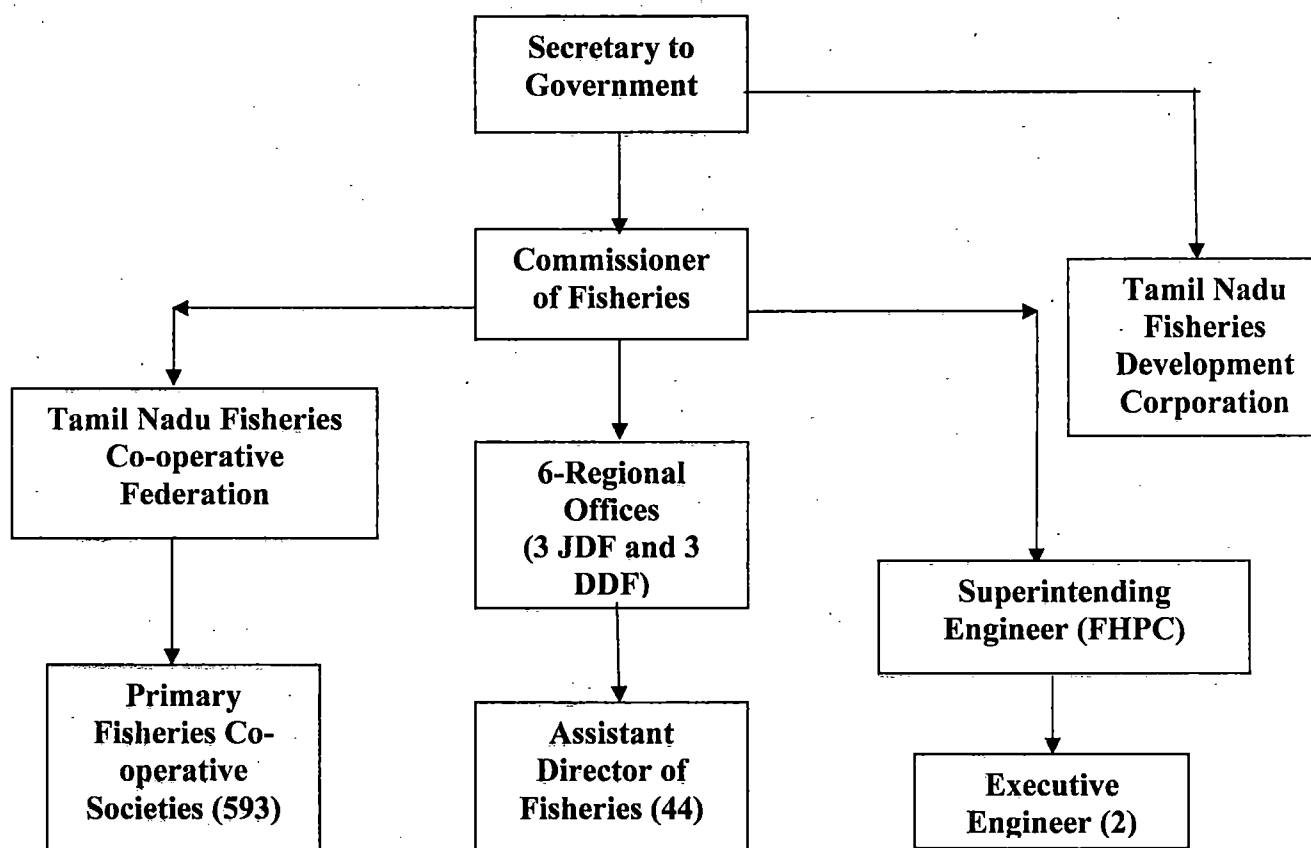 Secretary to
Government
Commissioner
of Fisheries
Tamil Nadu
Fisheries
Development
Corporation
Tamil Nadu Fisheries
Co-operative
Federation
6-Regional
Offices
(3 JDF and 3
DDF)
Superintending
Engineer (FHPC)
Primary
Fisheries Co-
operative
Societies (593)
Assistant
Director of
Fisheries (44)
Executive
Engineer (2)